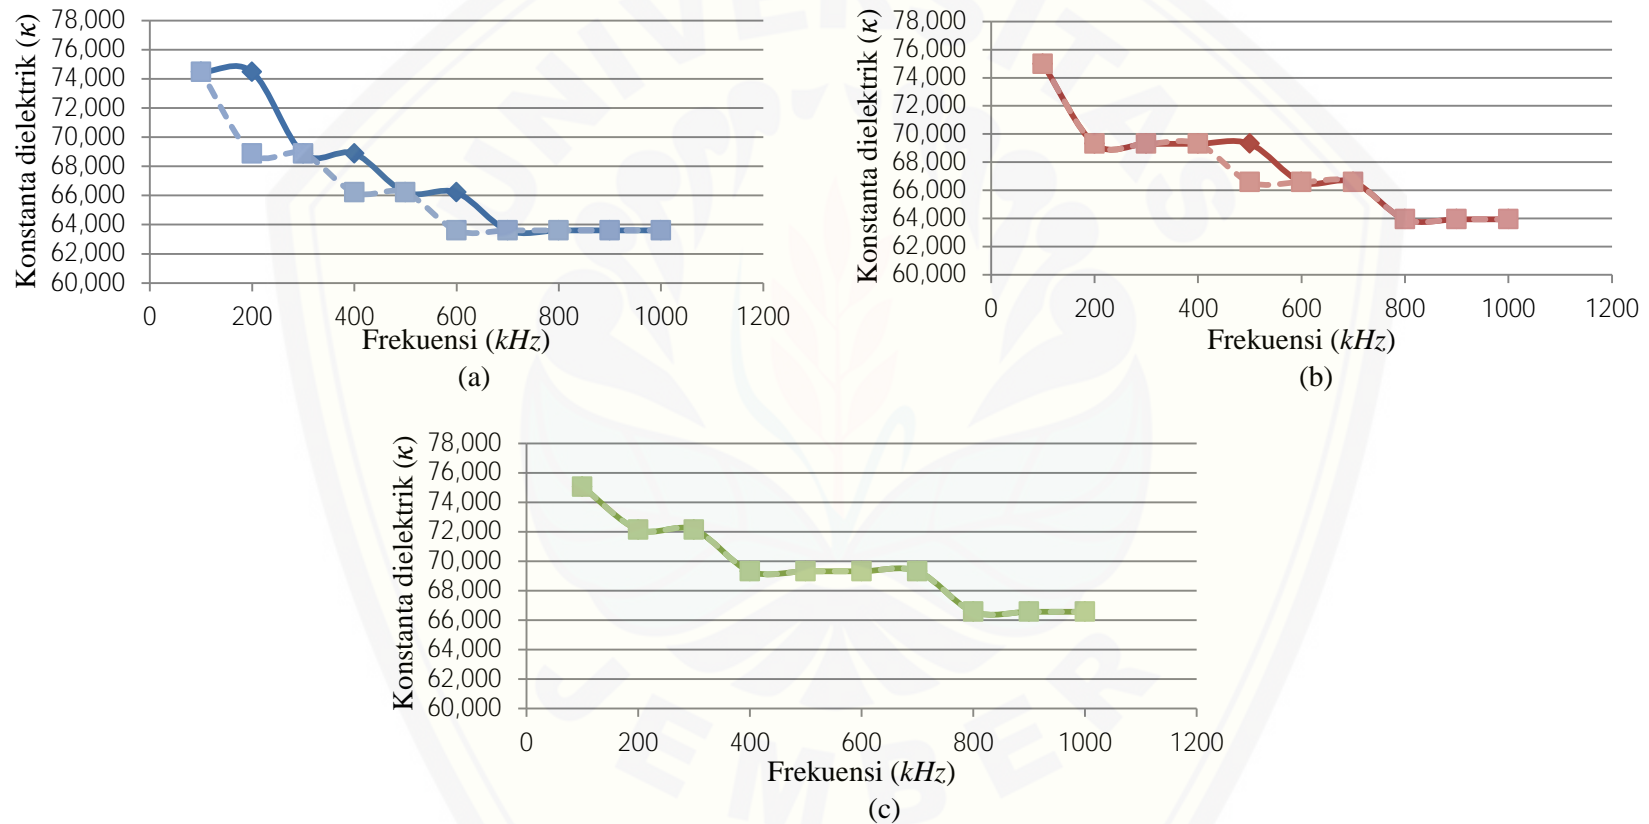 Konstanta dielektrik (κ)
78,000
76,000
74,000
72,000
70,000
68,000
66,000
64,000
62,000
60,000
0 200 400 600 800 1000 1200
Frekuensi (kHz)
(a)
Konstanta dielektrik (κ)
78,000
76,000
74,000
72,000
70,000
68,000
66,000
64,000
62,000
60,000
0 200 400 600 800 1000 1200
Frekuensi (kHz)
(b)
Konstanta dielektrik (κ)
78,000
76,000
74,000
72,000
70,000
68,000
66,000
64,000
62,000
60,000
0 200 400 600 800 1000 1200
Frekuensi (kHz)
(c)
UNIVERSITAS
JEMBER